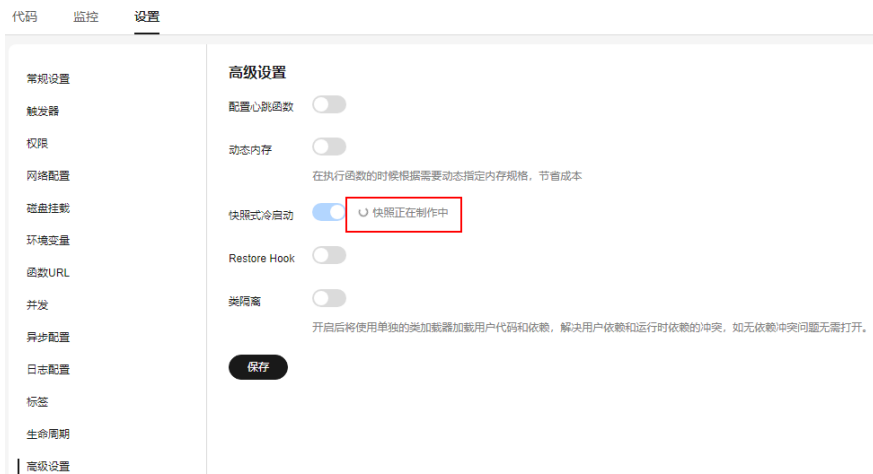 代码 监控 设置
常规设置
触发器
权限
网络配置
磁盘挂载
环境变量
函数URL
并发
异步配置
日志配置
标签
生命周期
高级设置
高级设置
配置心跳函数
动态内存
在执行函数的时候根据需要动态指定内存规格，节省成本
快照式冷启动 快照正在制作中
Restore Hook
类隔离
开启后将使用单独的类加载器加载用户代码和依赖，解决用户依赖和运行时依赖的冲突，如无依赖冲突问题无需打开。
保存